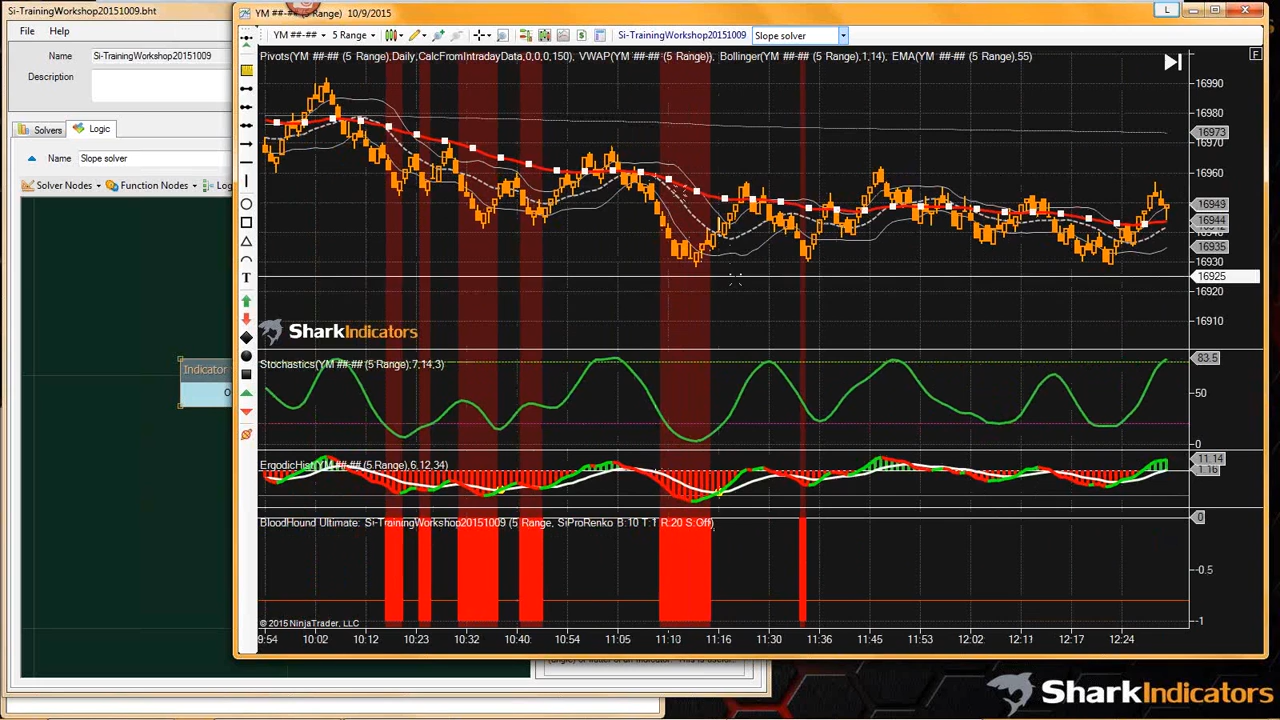 Si-TrainingWorkshop20151009.bht
File Help
Name Si-TrainingWorkshop20151009
Description
Solvers Logic
Name Slope solver
Solver Nodes Function Nodes
Indicator
YM ##-## (5 Range) 10/9/2015
L
YM ##-## 5 Range Si-TrainingWorkshop20151009 Slope solver
Pivots(YM ##-## (5 Range),Daily,CalcFromIntradayData,0,0,0,150), VWAP(YM ##-## (5 Range)), Bollinger(YM ##-## (5 Range),1,14), EMA(YM ##-## (5 Range),55)
F
T
16990
16980
16973
16970
16960
16949
16944
16935
16930
16925
16920
16910
SharkIndicators
Stochastics(YM ##-## (5 Range),7,14,3)
83.5
50
0
ErgodicHist(YM ##-## (5 Range),6,12,34)
11.14
1.16
BloodHound Ultimate: Si-TrainingWorkshop20151009 (5 Range, SiProRenko B:10 T:1 R:20 S:Off)
0
-0.5
-1
© 2015 NinjaTrader, LLC
9:54 10:02 10:12 10:23 10:32 10:40 10:54 11:05 11:10 11:16 11:30 11:36 11:45 11:53 12:02 12:11 12:17 12:24
SharkIndicators